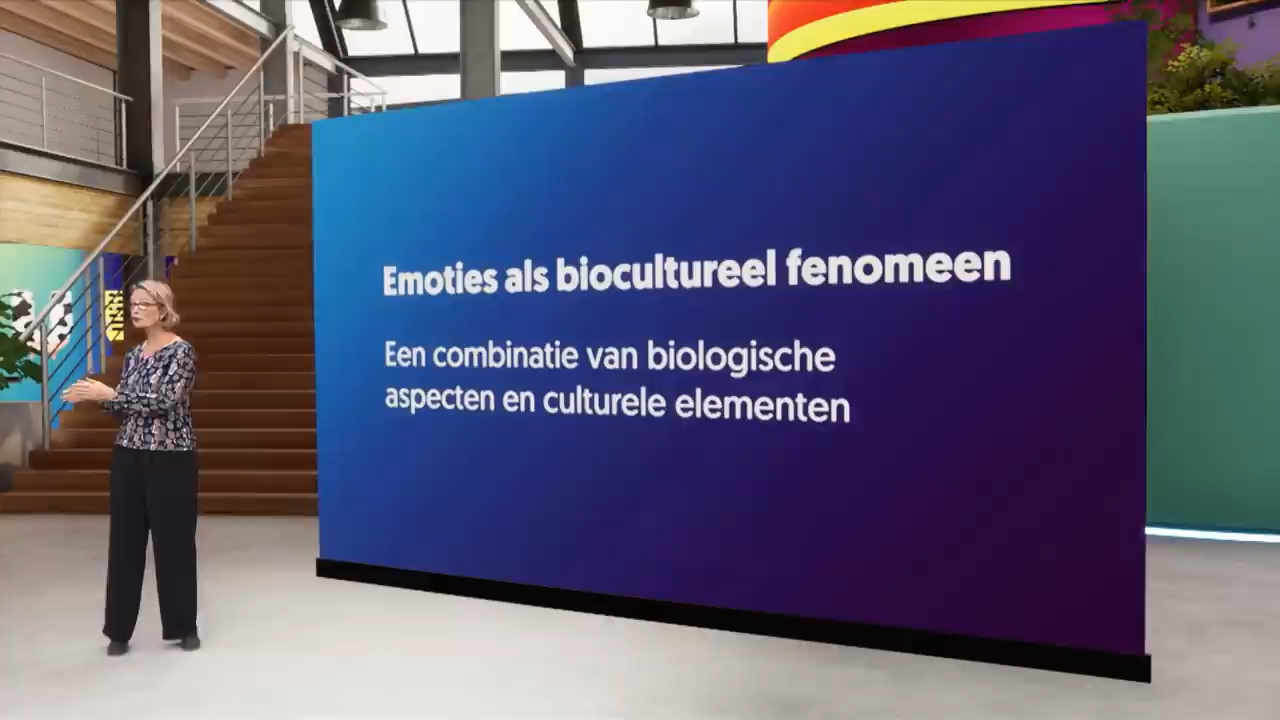 Emoties als biocultureel fenomeen
Een combinatie van biologische
aspecten en culturele elementen